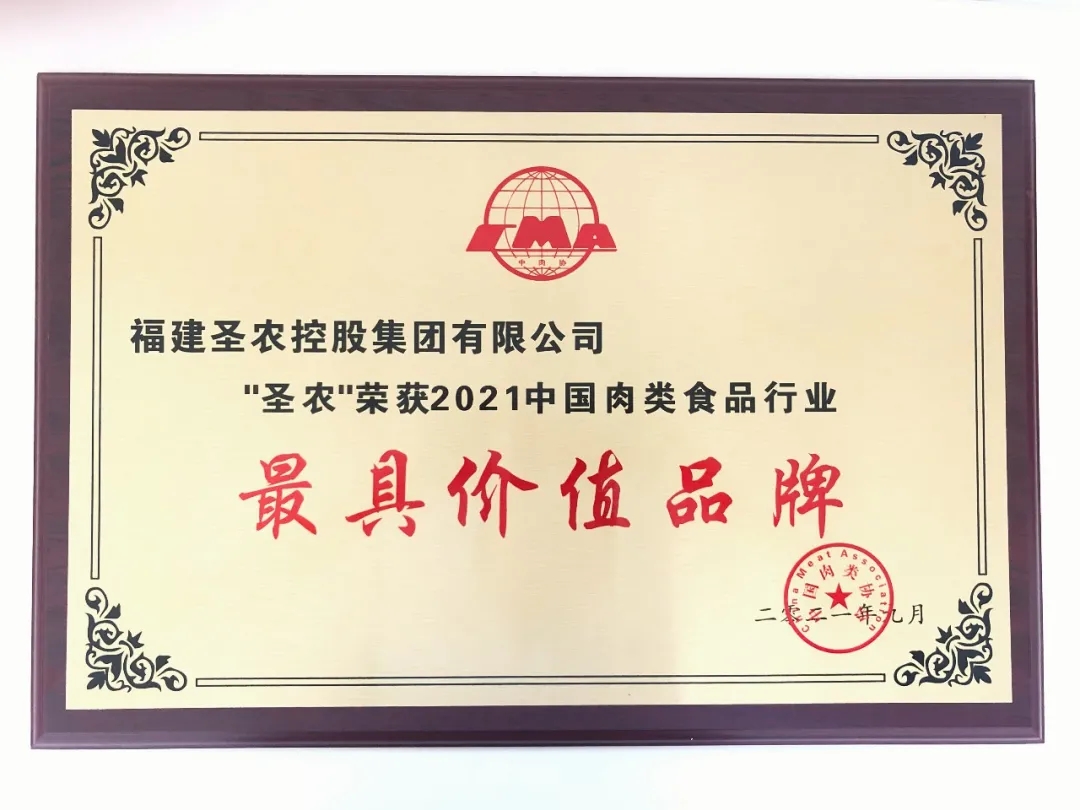 CMA
中肉协
福建圣农控股集团有限公司
"圣农"荣获2021中国肉类食品行业
最具价值品牌
China Meat Association
中国肉类协会
二零二一年九月